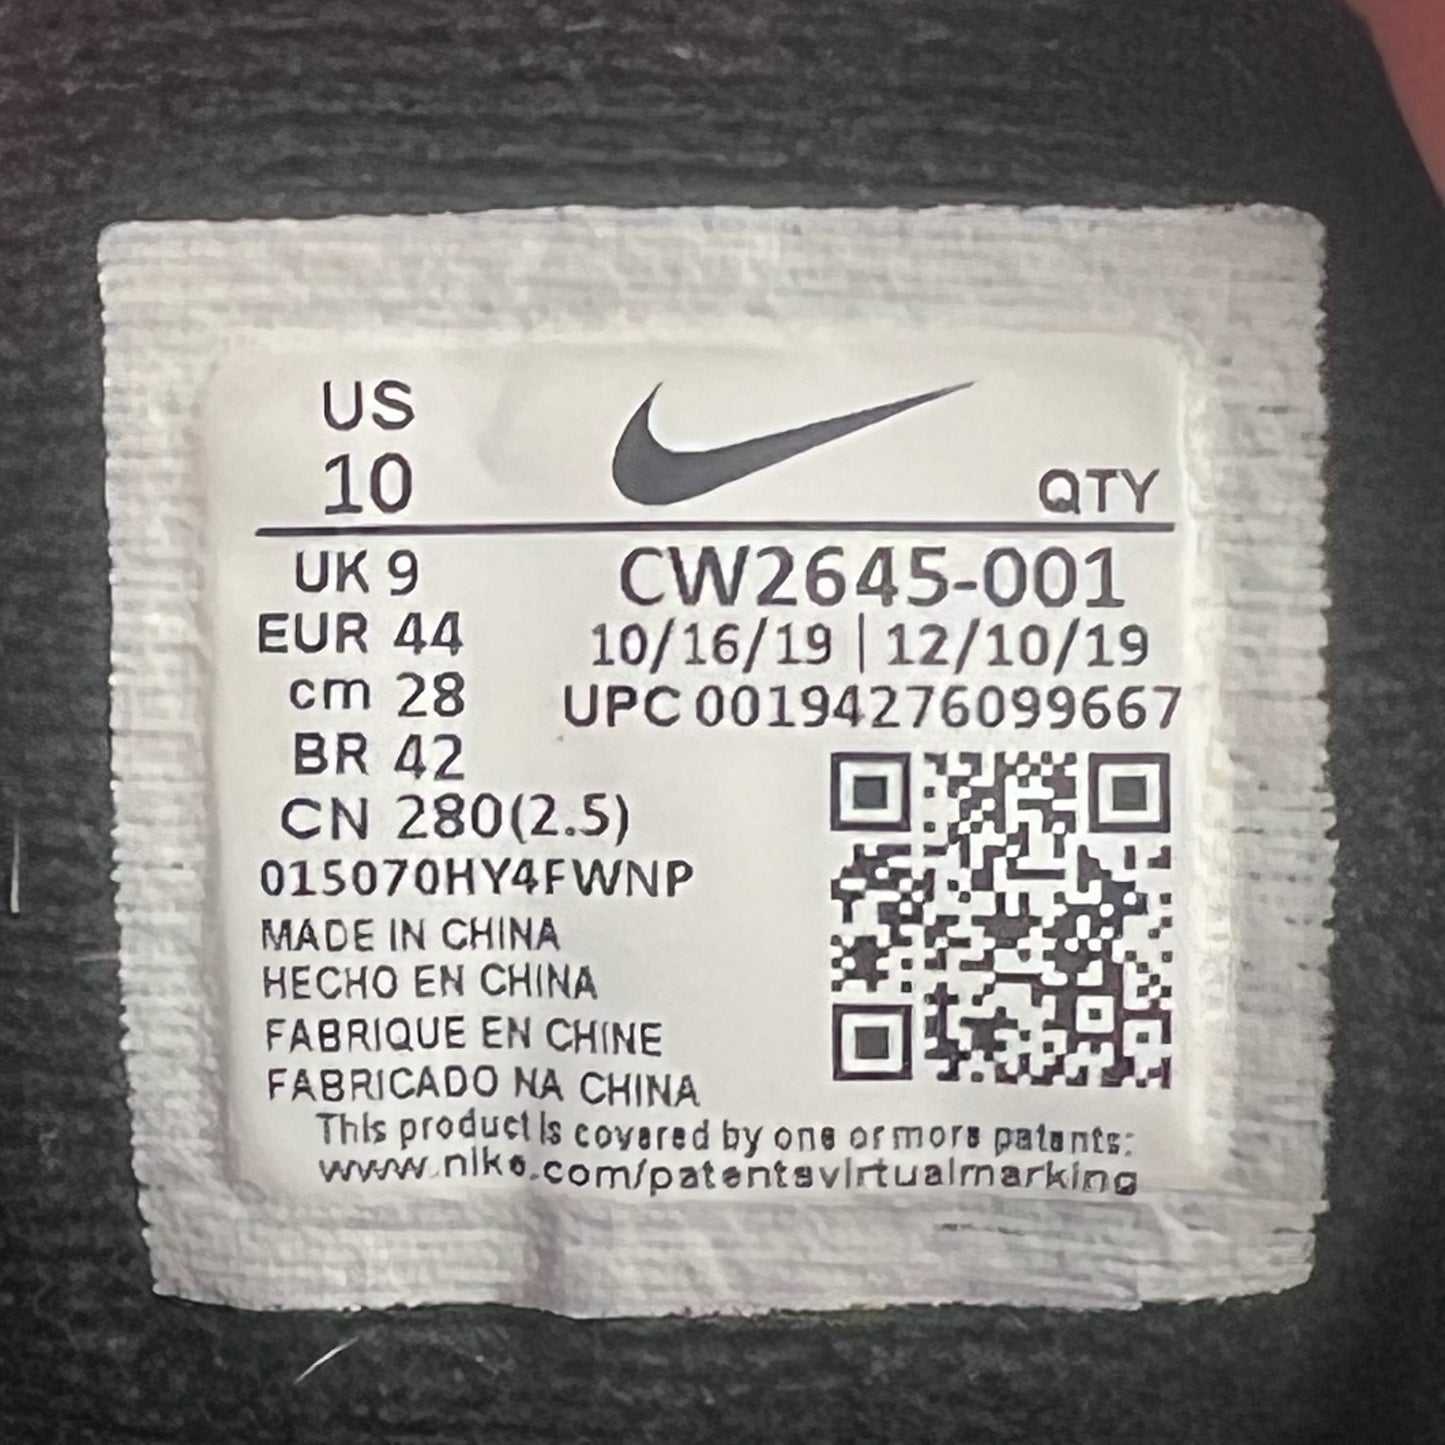 US
10
QTY
UK 9
EUR 44
cm 28
BR 42
CN 280(2.5)
CW2645-001
10/16/19 | 12/10/19
UPC 00194276099667
015070HY4FWNP
MADE IN CHINA
HECHO EN CHINA
FABRIQUE EN CHINE
FABRICADO NA CHINA
This product is covered by one or more patents:
www.nike.com/patentsvirtualmarking